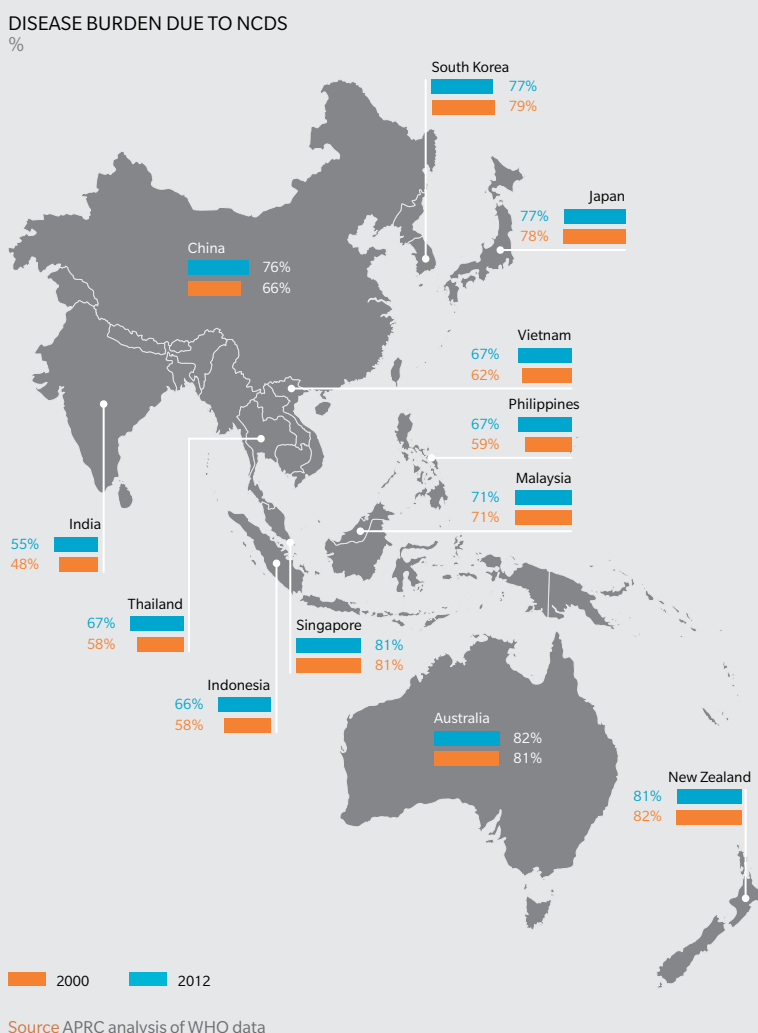 DISEASE BURDEN DUE TO NCDS
%
South Korea
77%
79%
Japan
77%
78%
China
76%
66%
Vietnam
67%
62%
Philippines
67%
59%
Malaysia
71%
71%
India
55%
48%
Thailand
67%
58%
Singapore
81%
81%
Indonesia
66%
58%
Australia
82%
81%
New Zealand
81%
82%
2000 2012
Source APRC analysis of WHO data